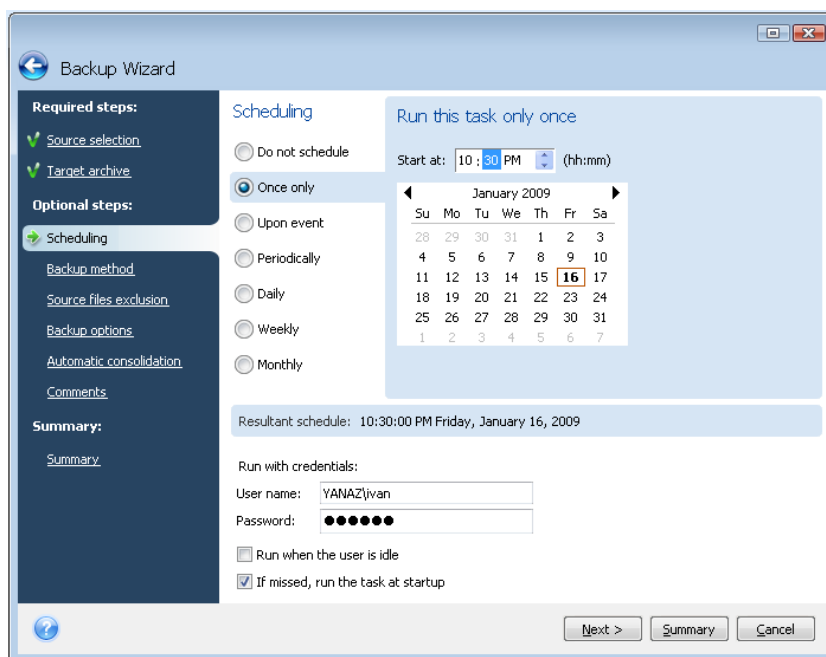 Backup Wizard
Required steps:
Source selection
Target archive
Optional steps:
Scheduling
Backup method
Source files exclusion
Backup options
Automatic consolidation
Comments
Summary:
Summary
Scheduling
Do not schedule
Once only
Upon event
Periodically
Daily
Weekly
Monthly
Run this task only once
Start at: 10 : 30 PM (hh:mm)
January 2009
Su Mo Tu We Th Fr Sa
28 29 30 31 1 2 3
4 5 6 7 8 9 10
11 12 13 14 15 16 17
18 19 20 21 22 23 24
25 26 27 28 29 30 31
1 2 3 4 5 6 7
Resultant schedule: 10:30:00 PM Friday, January 16, 2009
Run with credentials:
User name: YANAZ\ivan
Password: ●●●●●●
Run when the user is idle
If missed, run the task at startup
?
Next >
Summary
Cancel